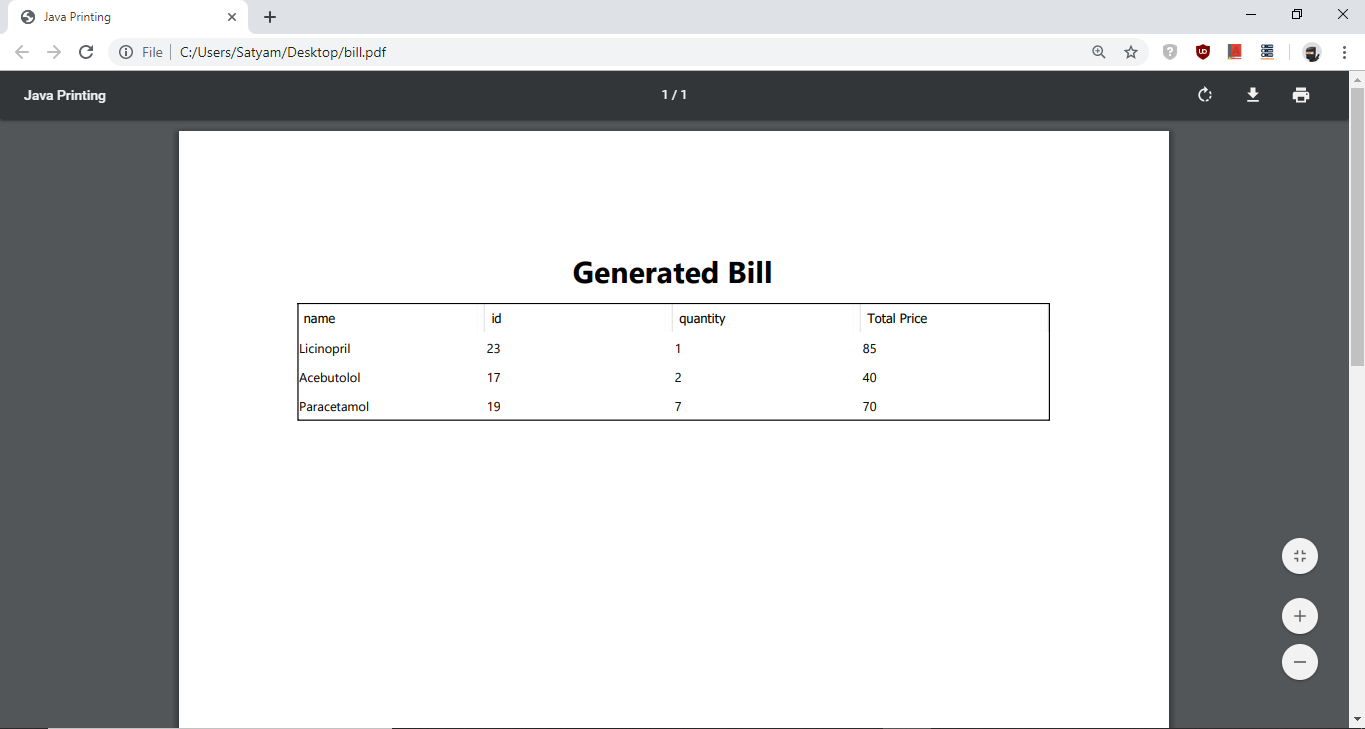 Java Printing
File C:/Users/Satyam/Desktop/bill.pdf
Java Printing 1 / 1
Generated Bill
name id quantity Total Price
Licinopril 23 1 85
Acebutolol 17 2 40
Paracetamol 19 7 70